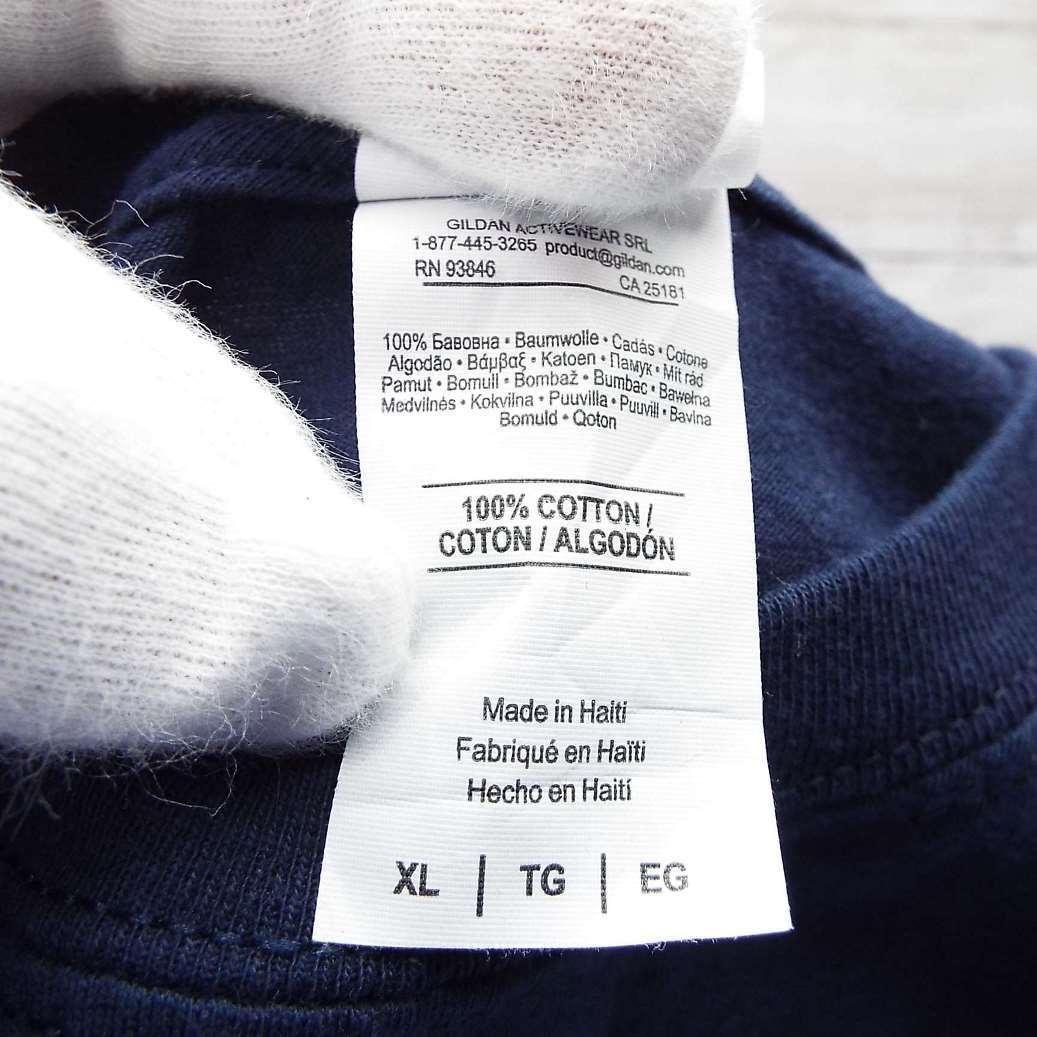 GILDAN ACTIVEWEAR SRL
1-877-445-3265 product@gildan.com
RN 93846 CA 25181
100% Бавовна • Baumwolle • Cadás • Cotone
Algodão • Βάμβαξ • Katoen • Памук • Mit rád
Pamut • Bomull • Bombaž • Bumbac • Bawełna
Medvilnės • Kokvilna • Puuvilla • Puuvill • Bavlna
Bomuld • Qoton
100% COTTON /
COTON / ALGODÓN
Made in Haiti
Fabriqué en Haïti
Hecho en Haití
XL | TG | EG